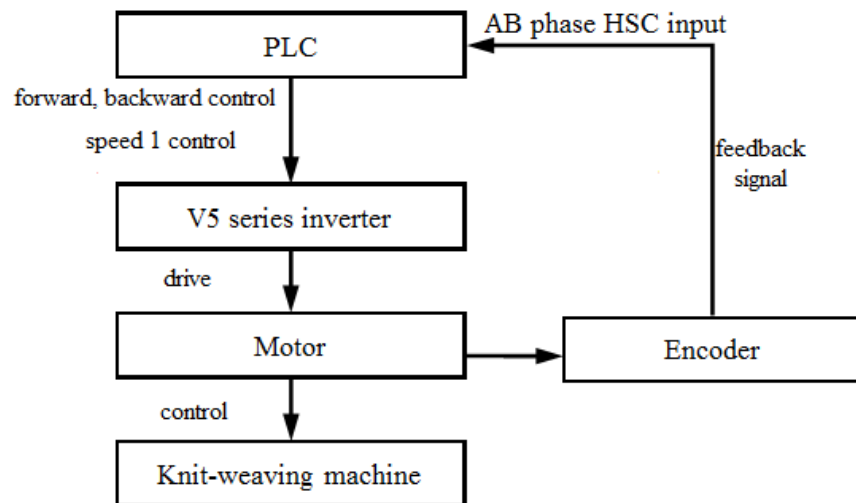 AB phase HSC input
PLC
forward, backward control
speed 1 control
feedback
signal
V5 series inverter
drive
Motor
Encoder
control
Knit-weaving machine